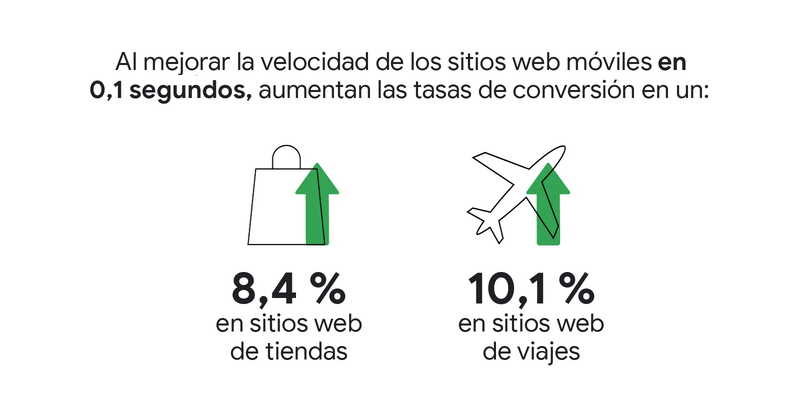 Al mejorar la velocidad de los sitios web móviles en
0,1 segundos, aumentan las tasas de conversión en un:
8,4 %
en sitios web
de tiendas
10,1 %
en sitios web
de viajes